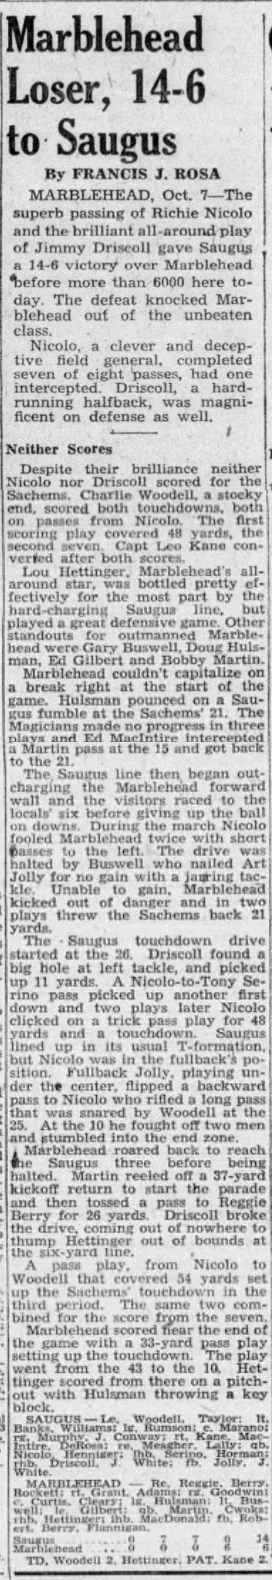 Marblehead
Loser, 14-6
to Saugus
By FRANCIS J. ROSA
MARBLEHEAD, Oct. 7—The
superb passing of Richie Nicolo
and the brilliant all-around play
of Jimmy Driscoll gave Saugus
a 14-6 victory over Marblehead
before more than 6000 here to-
day. The defeat knocked Mar-
blehead out of the unbeaten
class.
Nicolo, a clever and decep-
tive field general, completed
seven of eight passes, had one
intercepted. Driscoll, a hard-
running halfback, was magni-
ficent on defense as well.
Neither Scores
Despite their brilliance neither
Nicolo nor Driscoll scored for the
Sachems. Charlie Woodell, a stocky
end, scored both touchdowns, both
on passes from Nicolo. The first
scoring play covered 48 yards, the
second seven. Capt Leo Kane con-
verted after both scores.
Lou Hettinger, Marblehead's all-
around star, was bottled pretty ef-
fectively for the most part by the
hard-charging Saugus line, but
played a great defensive game. Other
standouts for outmanned Marble-
head were Gary Buswell, Doug Huls-
man, Ed Gilbert and Bobby Martin.
Marblehead couldn't capitalize on
a break right at the start of the
game. Hulsman pounced on a Sau-
gus fumble at the Sachems' 21. The
Magicians made no progress in three
plays and Ed MacIntire intercepted
a Martin pass at the 15 and got back
to the 21.
The Saugus line then began out-
charging the Marblehead forward
wall and the visitors raced to the
locals' six before giving up the ball
on downs. During the march Nicolo
fooled Marblehead twice with short
passes to the left. The drive was
halted by Buswell who nailed Art
Jolly for no gain with a jarring tac-
kle. Unable to gain, Marblehead
kicked out of danger and in two
plays threw the Sachems back 21
yards.
The Saugus touchdown drive
started at the 26. Driscoll found a
big hole at left tackle, and picked
up 11 yards. A Nicolo-to-Tony Se-
rino pass picked up another first
down and two plays later Nicolo
clicked on a trick pass play for 48
yards and a touchdown. Saugus
lined up in its usual T-formation,
but Nicolo was in the fullback's po-
sition. Fullback Jolly, playing un-
der the center, flipped a backward
pass to Nicolo who rifled a long pass
that was snared by Woodell at the
25. At the 10 he fought off two men
and stumbled into the end zone.
Marblehead roared back to reach
the Saugus three before being
halted. Martin reeled off a 37-yard
kickoff return to start the parade
and then tossed a pass to Reggie
Berry for 26 yards. Driscoll broke
the drive, coming out of nowhere to
thump Hettinger out of bounds at
the six-yard line.
A pass play, from Nicolo to
Woodell that covered 34 yards set
up the Sachems' touchdown in the
third period. The same two com-
bined for the score from the seven.
Marblehead scored near the end of
the game with a 33-yard pass play
setting up the touchdown. The play
went from the 43 to the 10. Het-
tinger scored from there on a pitch-
out with Hulsman throwing a key
block.
SAUGUS—Le, Woodell, Taylor; lt,
Banks, Williams; lg, Rumson; c, Marano;
rg, Murphy, J. Conway; rt, Kane, Mac-
Intire, DeRosa; re, Meagher, Lally; qb,
Nicolo, Henniger; lhb, Serino, Horman;
rhb, Driscoll, J. White; fb, Jolly, J.
White.
MARBLEHEAD — Re, Reggie, Berry,
Rockett; rt, Grant, Adams; rg, Goodwin;
c, Curtis, Cleary; lg, Hulsman; lt, Bus-
well; le, Gilbert; qb, Martin, Cwoks;
rhb, Hettinger; lhb, MacDonald; fb, Rob-
ert, Berry, Flannigan.
Saugus 0 7 7 0 14
Marblehead 0 0 0 6 6
TD, Woodell 2, Hettinger, PAT, Kane 2.